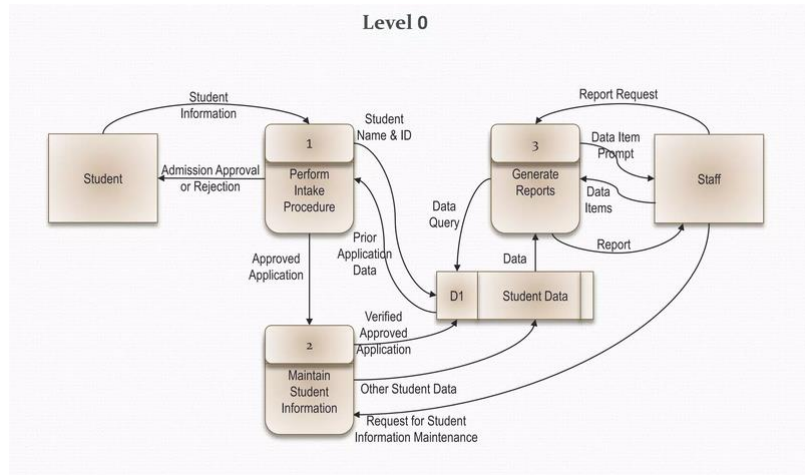 Level 0
Student
Information
Student
Name & ID
Report Request
1
3
Data Item
Prompt
Student
Admission Approval
or Rejection
Perform
Intake
Procedure
Generate
Reports
Staff
Data
Items
Data
Query
Prior
Application
Data
Report
Approved
Application
Data
D1
Student Data
Verified
Approved
Application
2
Maintain
Student
Information
Other Student Data
Request for Student
Information Maintenance